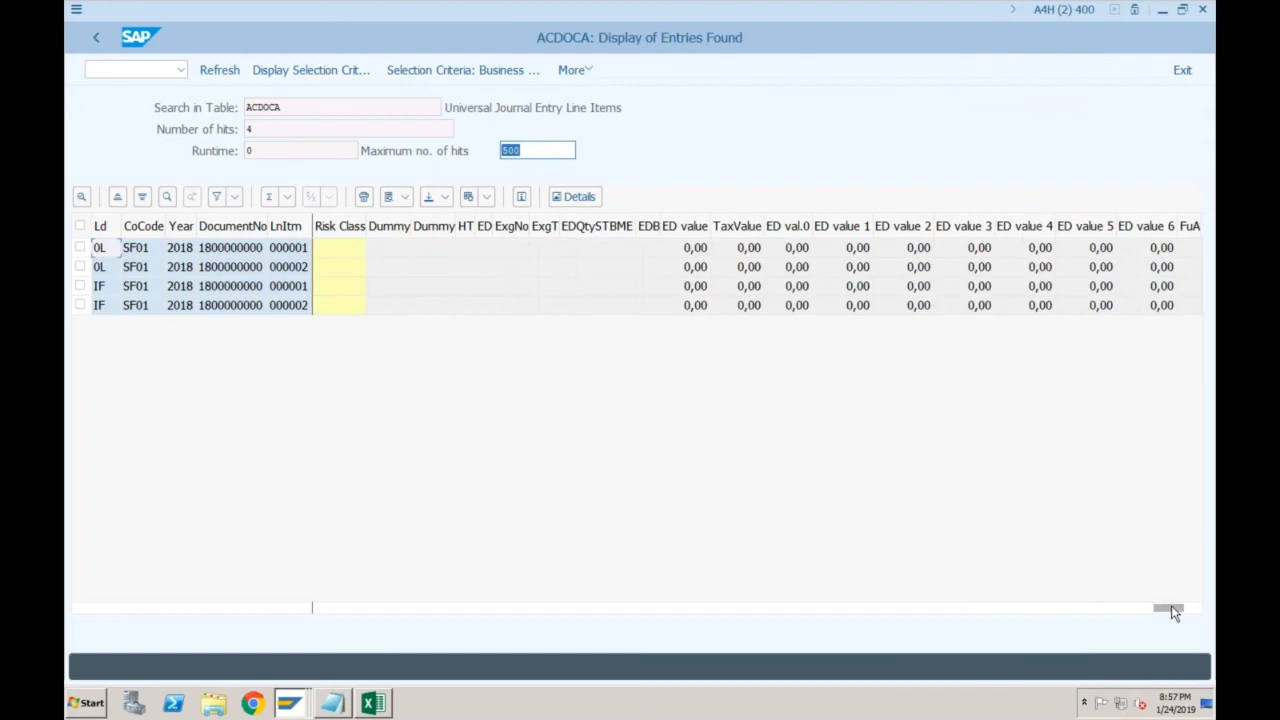 A4H (2) 400
SAP
ACDOCA: Display of Entries Found
Refresh Display Selection Crit... Selection Criteria: Business ... More Exit
Search in Table: ACDOCA Universal Journal Entry Line Items
Number of hits: 4
Runtime: 0 Maximum no. of hits 500
Details
Ld CoCode Year DocumentNo LnItm Risk Class Dummy Dummy HT ED ExgNo ExgT EDQtySTBME EDB ED value TaxValue ED val.0 ED value 1 ED value 2 ED value 3 ED value 4 ED value 5 ED value 6 FuA
0L SF01 2018 1800000000 000001 0,00 0,00 0,00 0,00 0,00 0,00 0,00 0,00 0,00
0L SF01 2018 1800000000 000002 0,00 0,00 0,00 0,00 0,00 0,00 0,00 0,00 0,00
IF SF01 2018 1800000000 000001 0,00 0,00 0,00 0,00 0,00 0,00 0,00 0,00 0,00
IF SF01 2018 1800000000 000002 0,00 0,00 0,00 0,00 0,00 0,00 0,00 0,00 0,00
Start 8:57 PM
1/24/2019